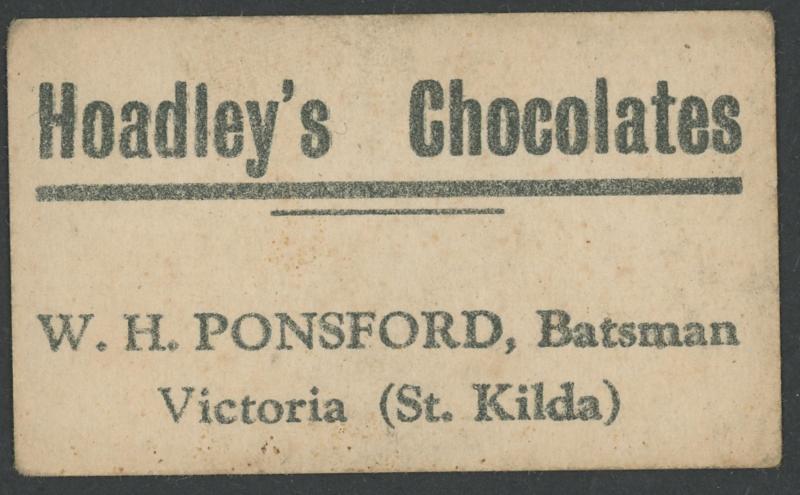 Hoadley's Chocolates
W. H. PONSFORD, Batsman
Victoria (St. Kilda)